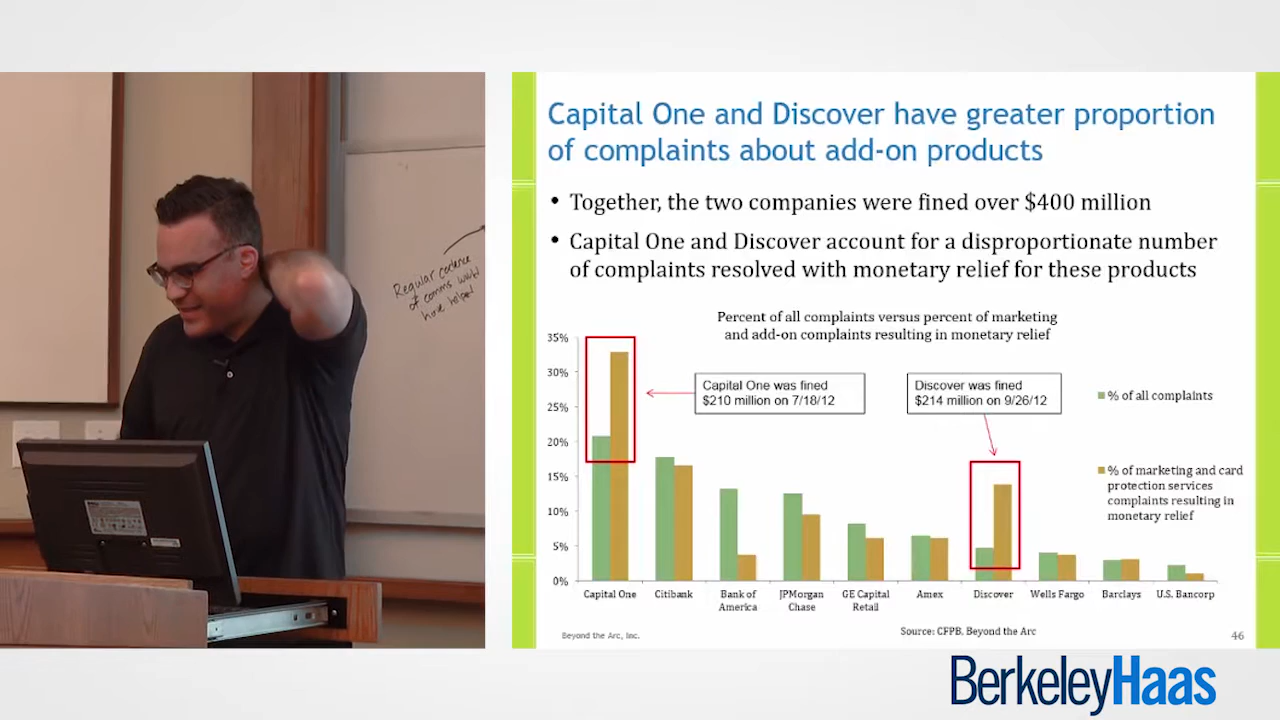 Regular cadence
of comms would
have helped
Capital One and Discover have greater proportion
of complaints about add-on products
• Together, the two companies were fined over $400 million
• Capital One and Discover account for a disproportionate number
of complaints resolved with monetary relief for these products
Percent of all complaints versus percent of marketing
and add-on complaints resulting in monetary relief
35%
30%
25%
20%
15%
10%
5%
0%
Capital One was fined
$210 million on 7/18/12
Discover was fined
$214 million on 9/26/12
% of all complaints
% of marketing and card
protection services
complaints resulting in
monetary relief
Capital One
Citibank
Bank of
America
JPMorgan
Chase
GE Capital
Retail
Amex
Discover
Wells Fargo
Barclays
U.S. Bancorp
Beyond the Arc, Inc.
Source: CFPB, Beyond the Arc
46
BerkeleyHaas